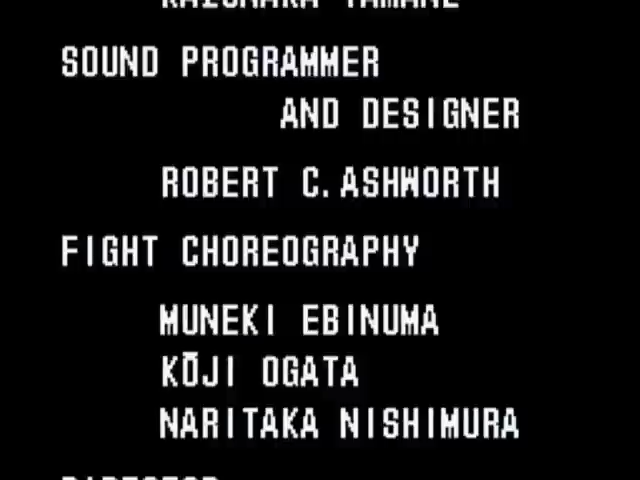 SOUND PROGRAMMER
AND DESIGNER
ROBERT C. ASHWORTH
FIGHT CHOREOGRAPHY
MUNEKI EBINUMA
KŌJI OGATA
NARITAKA NISHIMURA